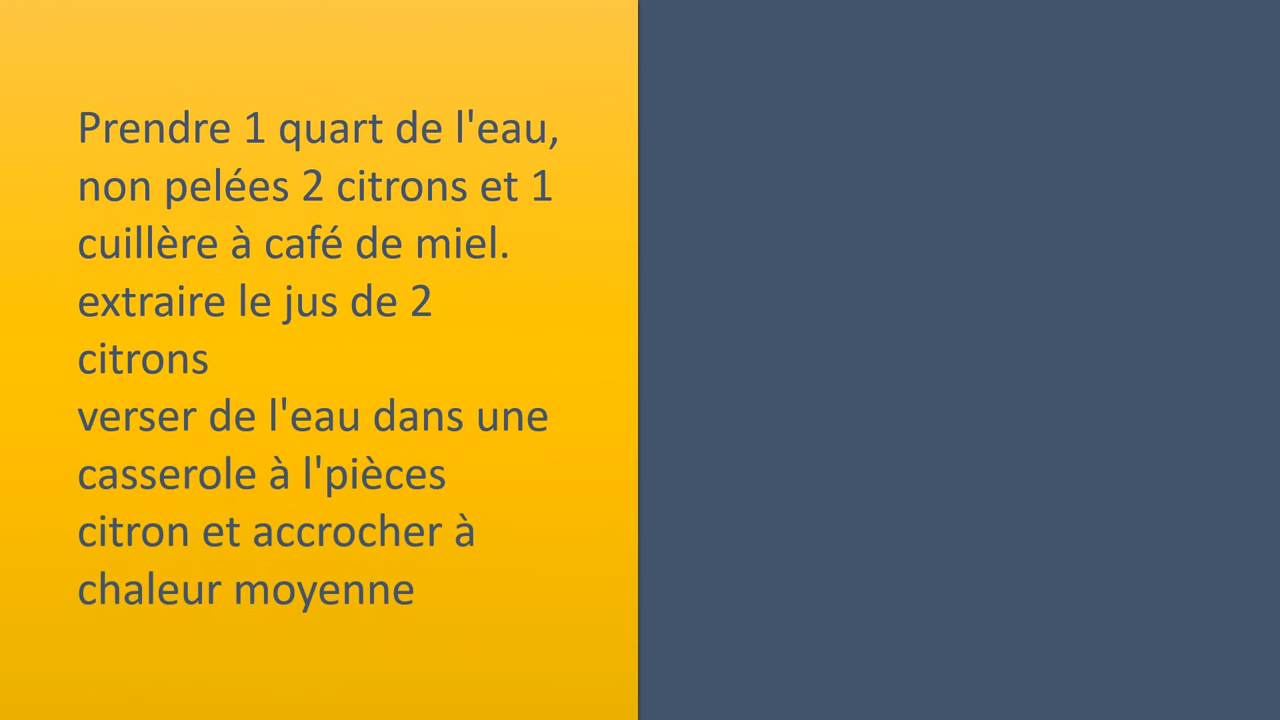 Prendre 1 quart de l'eau,
non pelées 2 citrons et 1
cuillère à café de miel.
extraire le jus de 2
citrons
verser de l'eau dans une
casserole à l'pièces
citron et accrocher à
chaleur moyenne